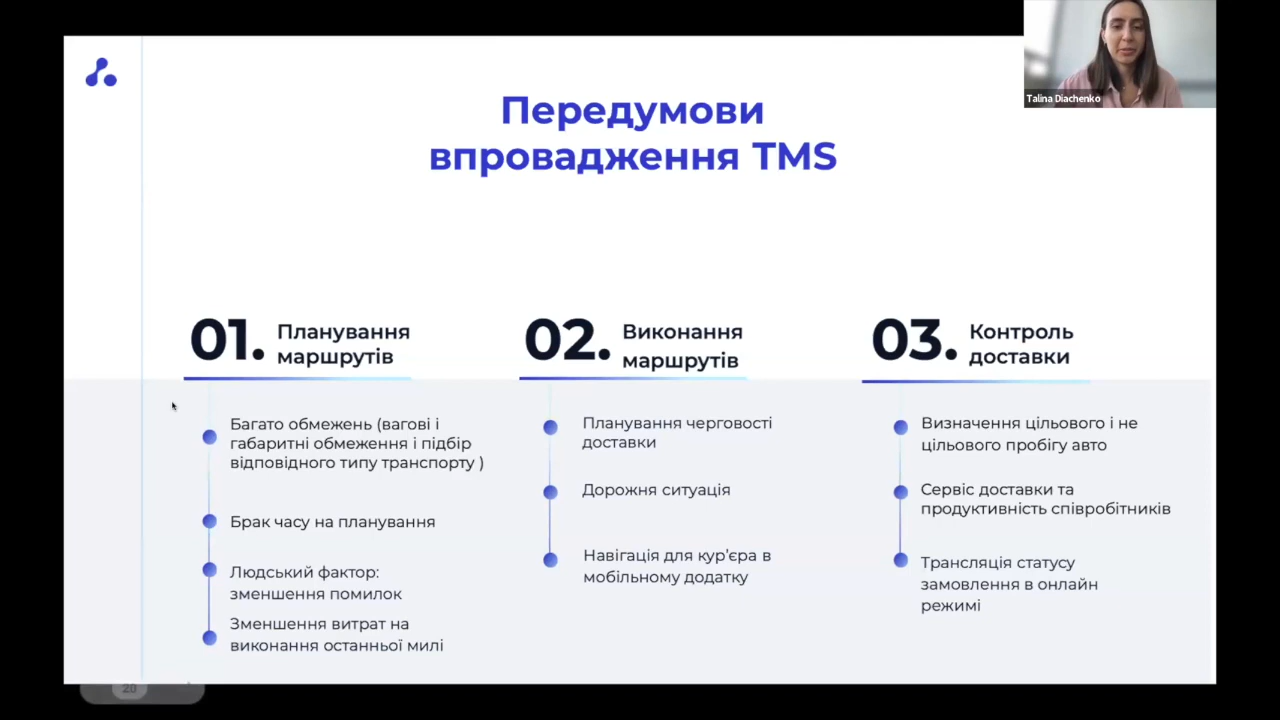 Talina Diachenko
Передумови
впровадження TMS
01.
Планування
маршрутів
Багато обмежень (вагові і
габаритні обмеження і підбір
відповідного типу транспорту )
Брак часу на планування
Людський фактор:
зменшення помилок
Зменшення витрат на
виконання останньої милі
02.
Виконання
маршрутів
Планування черговості
доставки
Дорожня ситуація
Навігація для кур'єра в
мобільному додатку
03.
Контроль
доставки
Визначення цільового і не
цільового пробігу авто
Сервіс доставки та
продуктивність співробітників
Трансляція статусу
замовлення в онлайн
режимі
20